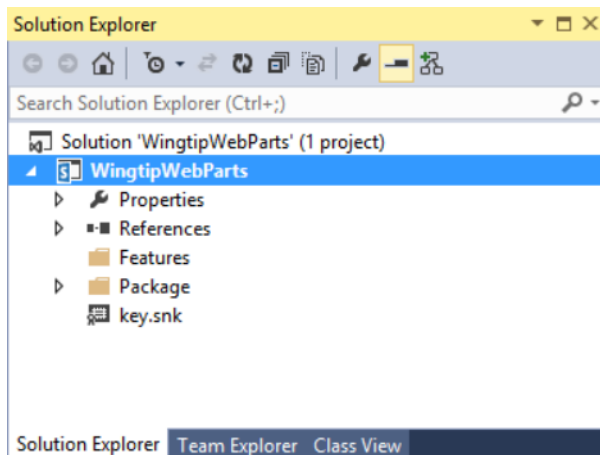 Solution Explorer
Search Solution Explorer (Ctrl+;)
Solution 'WingtipWebParts' (1 project)
WingtipWebParts
Properties
References
Features
Package
key.snk
Solution Explorer Team Explorer Class View